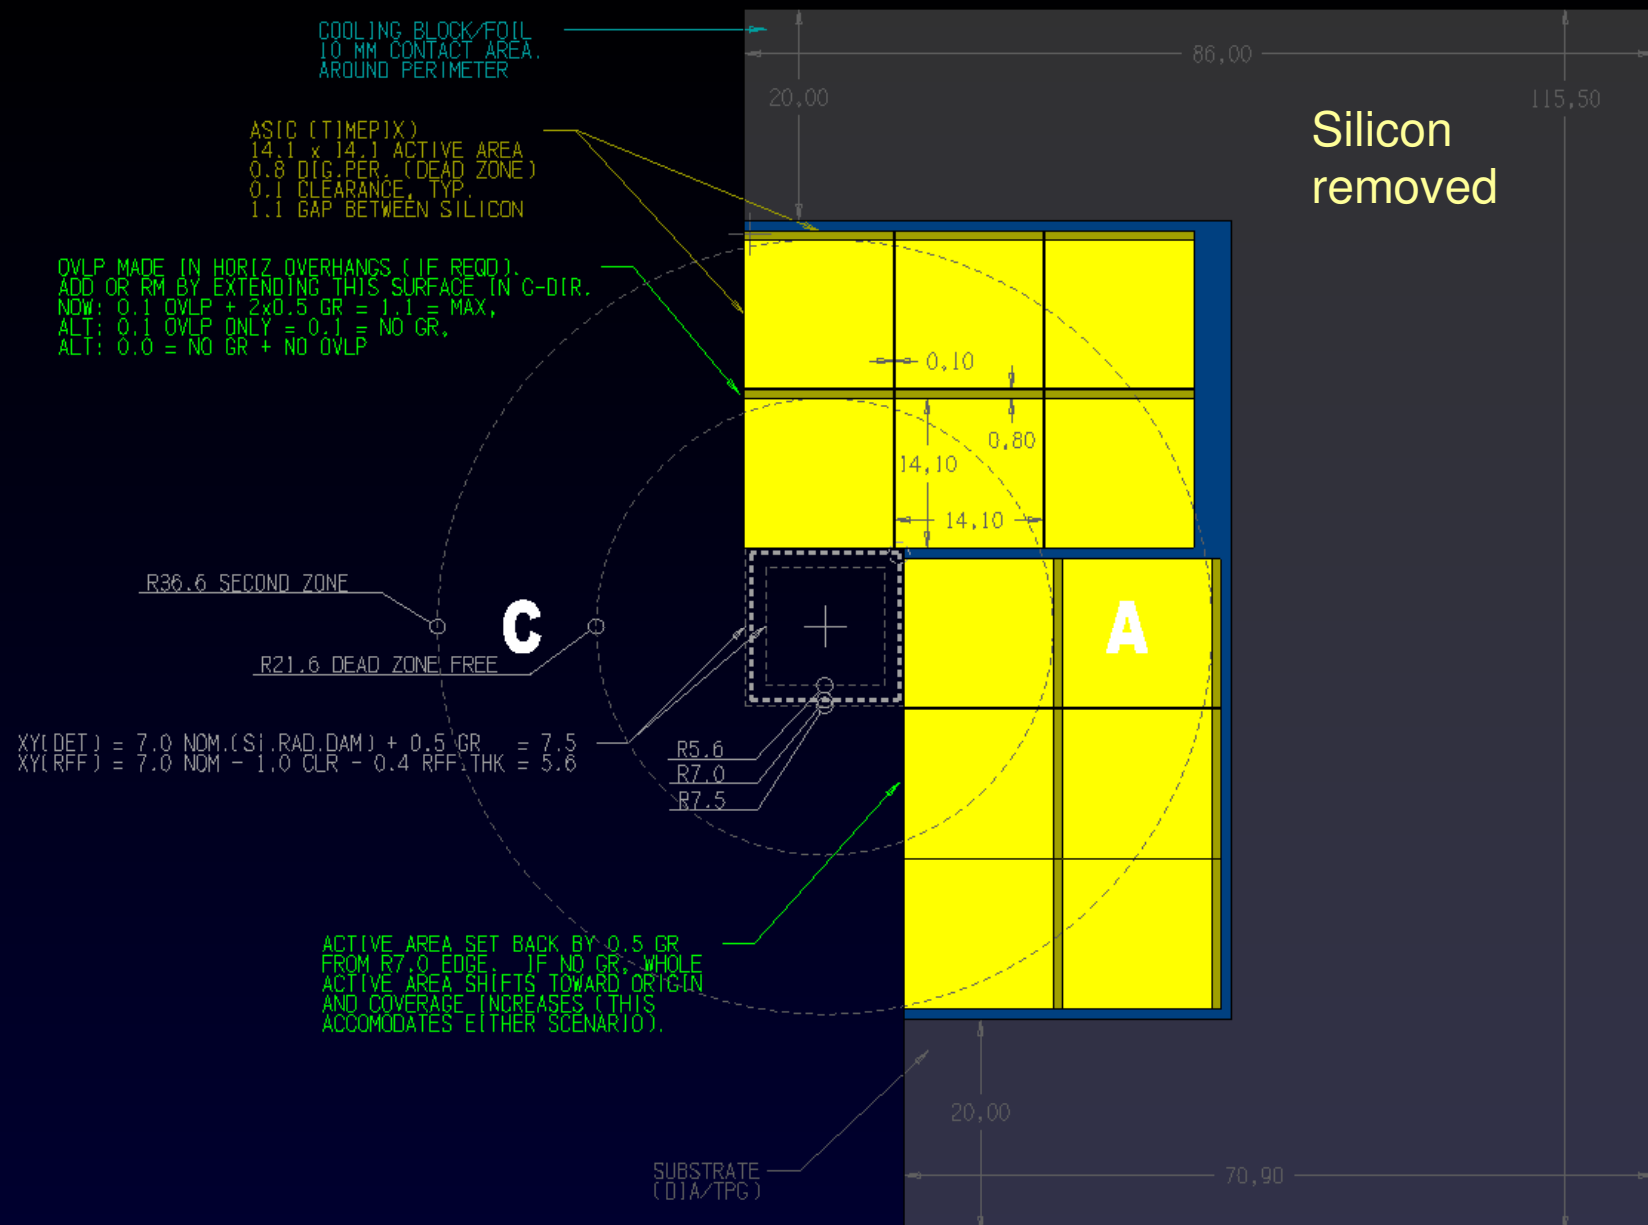 COOLING BLOCK/FOIL
10 MM CONTACT AREA.
AROUND PERIMETER
86,00
20,00
115,50
Silicon
removed
ASIC (TIMEPIX)
14.1 x 14.1 ACTIVE AREA
0.8 DIG.PER. (DEAD ZONE)
0.1 CLEARANCE, TYP.
1.1 GAP BETWEEN SILICON
OVLP MADE IN HORIZ OVERHANGS (IF REQD).
ADD OR RM BY EXTENDING THIS SURFACE IN C-DIR.
NOW: 0.1 OVLP + 2x0.5 GR = 1.1 = MAX,
ALT: 0.1 OVLP ONLY = 0.1 = NO GR,
ALT: 0.0 = NO GR + NO OVLP
0,10
0,80
14,10
14,10
R36.6 SECOND ZONE
C
A
R21.6 DEAD ZONE FREE
XY(DET) = 7.0 NOM.(Si.RAD.DAM) + 0.5 GR = 7.5
XY(RFF) = 7.0 NOM - 1.0 CLR - 0.4 RFF.THK = 5.6
R5.6
R7.0
R7.5
ACTIVE AREA SET BACK BY 0.5 GR
FROM R7.0 EDGE. IF NO GR, WHOLE
ACTIVE AREA SHIFTS TOWARD ORIGIN
AND COVERAGE INCREASES (THIS
ACCOMODATES EITHER SCENARIO).
20,00
SUBSTRATE
(DIA/TPG)
70,90